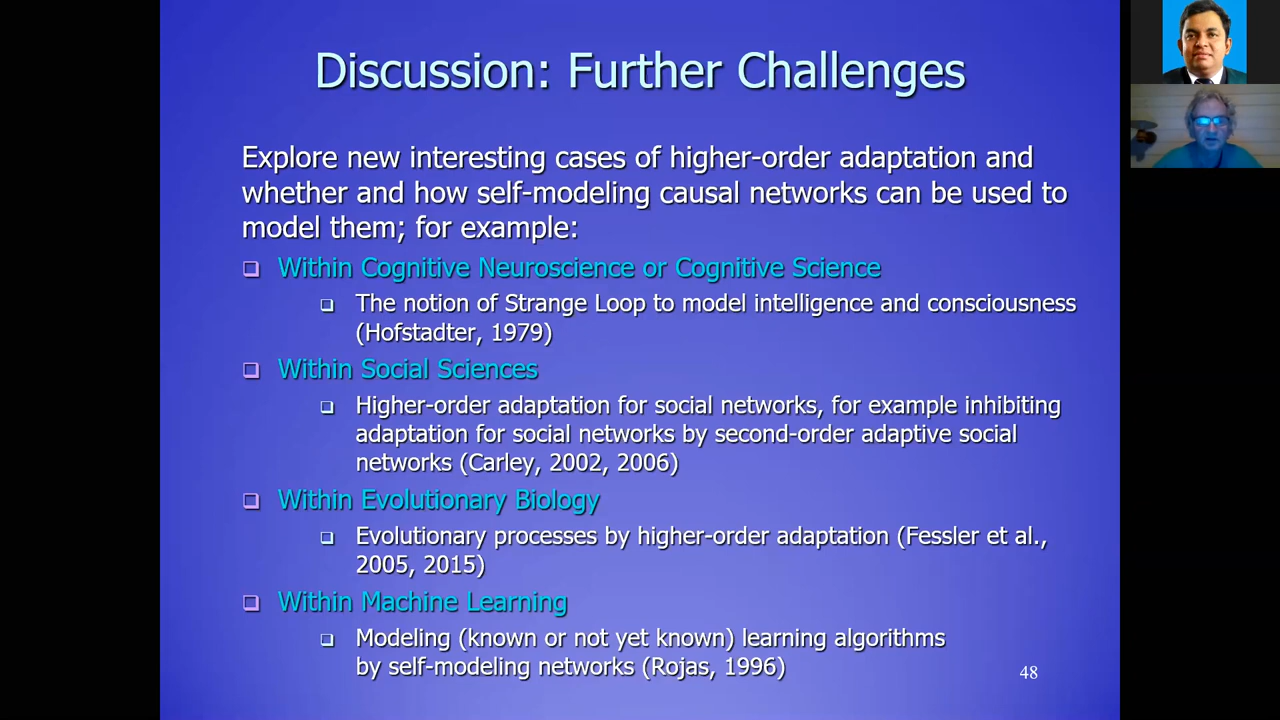 Discussion: Further Challenges
Explore new interesting cases of higher-order adaptation and
whether and how self-modeling causal networks can be used to
model them; for example:
Within Cognitive Neuroscience or Cognitive Science
The notion of Strange Loop to model intelligence and consciousness
(Hofstadter, 1979)
Within Social Sciences
Higher-order adaptation for social networks, for example inhibiting
adaptation for social networks by second-order adaptive social
networks (Carley, 2002, 2006)
Within Evolutionary Biology
Evolutionary processes by higher-order adaptation (Fessler et al.,
2005, 2015)
Within Machine Learning
Modeling (known or not yet known) learning algorithms
by self-modeling networks (Rojas, 1996)
48